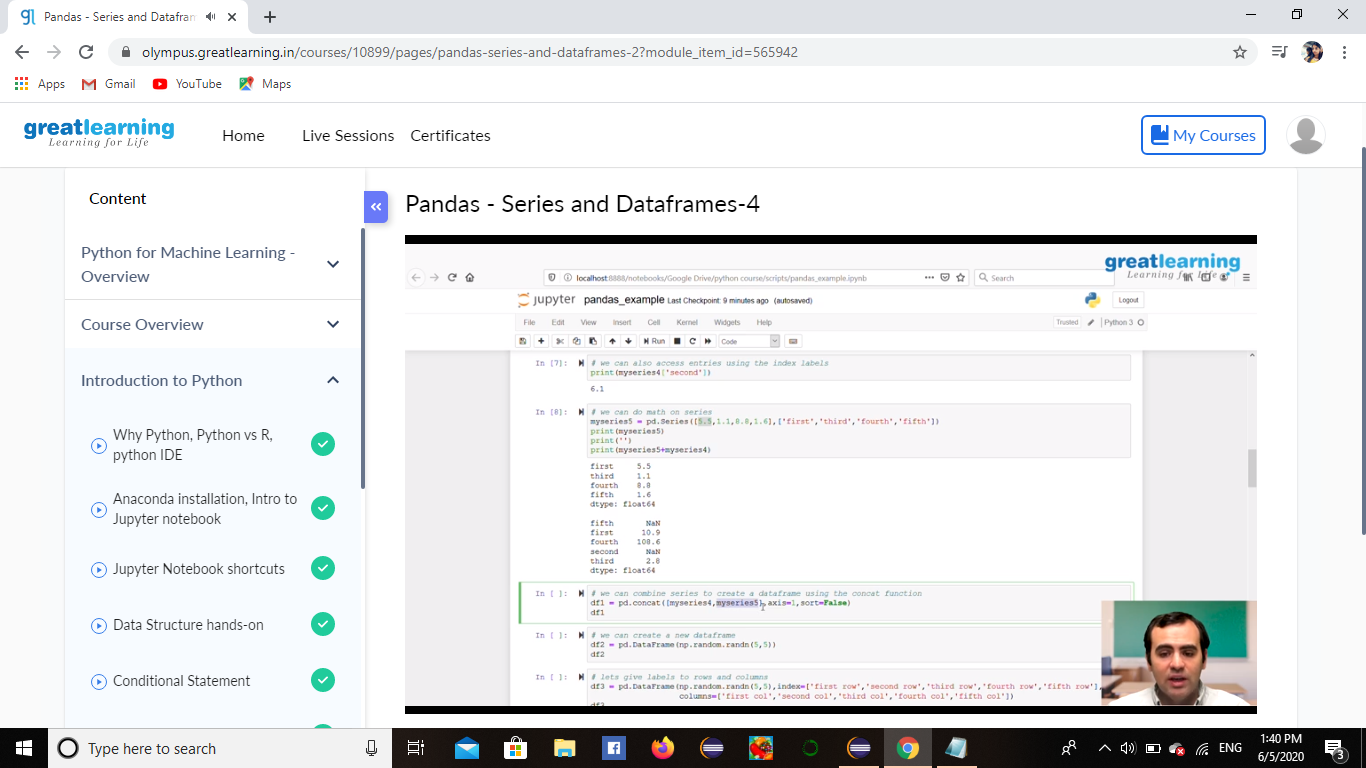 Pandas - Series and Datafran
olympus.greatlearning.in/courses/10899/pages/pandas-series-and-dataframes-2?module_item_id=565942
Apps
Gmail
YouTube
Maps
greatlearning
Learning for Life
Home
Live Sessions
Certificates
My Courses
Content
Python for Machine Learning -
Overview
Course Overview
Introduction to Python
Why Python, Python vs R,
python IDE
Anaconda installation, Intro to
Jupyter notebook
Jupyter Notebook shortcuts
Data Structure hands-on
Conditional Statement
Pandas - Series and Dataframes-4
greatlearning
Learning for Life
localhost:8888/notebooks/Google Drive/python course/scripts/pandas_example.ipynb
Search
jupyter pandas_example Last Checkpoint: 9 minutes ago (autosaved)
Logout
File Edit View Insert Cell Kernel Widgets Help
Trusted
Python 3
Run
Code
In [7]: # we can also access entries using the index labels
print(myseries4['second'])
6.1
In [8]: # we can do math on series
myseries5 = pd.Series([5.5,1.1,8.8,1.6],['first','third','fourth','fifth'])
print(myseries5)
print('')
print(myseries5+myseries4)
first 5.5
third 1.1
fourth 8.8
fifth 1.6
dtype: float64
fifth NaN
first 10.9
fourth 108.6
second NaN
third 2.8
dtype: float64
In [ ]: # we can combine series to create a dataframe using the concat function
df1 = pd.concat([myseries4,myseries5],axis=1,sort=False)
df1
In [ ]: # we can create a new dataframe
df2 = pd.DataFrame(np.random.randn(5,5))
df2
In [ ]: # lets give labels to rows and columns
df3 = pd.DataFrame(np.random.randn(5,5),index=['first row','second row','third row','fourth row','fifth row'],
columns=['first col','second col','third col','fourth col','fifth col'])
Type here to search
ENG
1:40 PM
6/5/2020
3